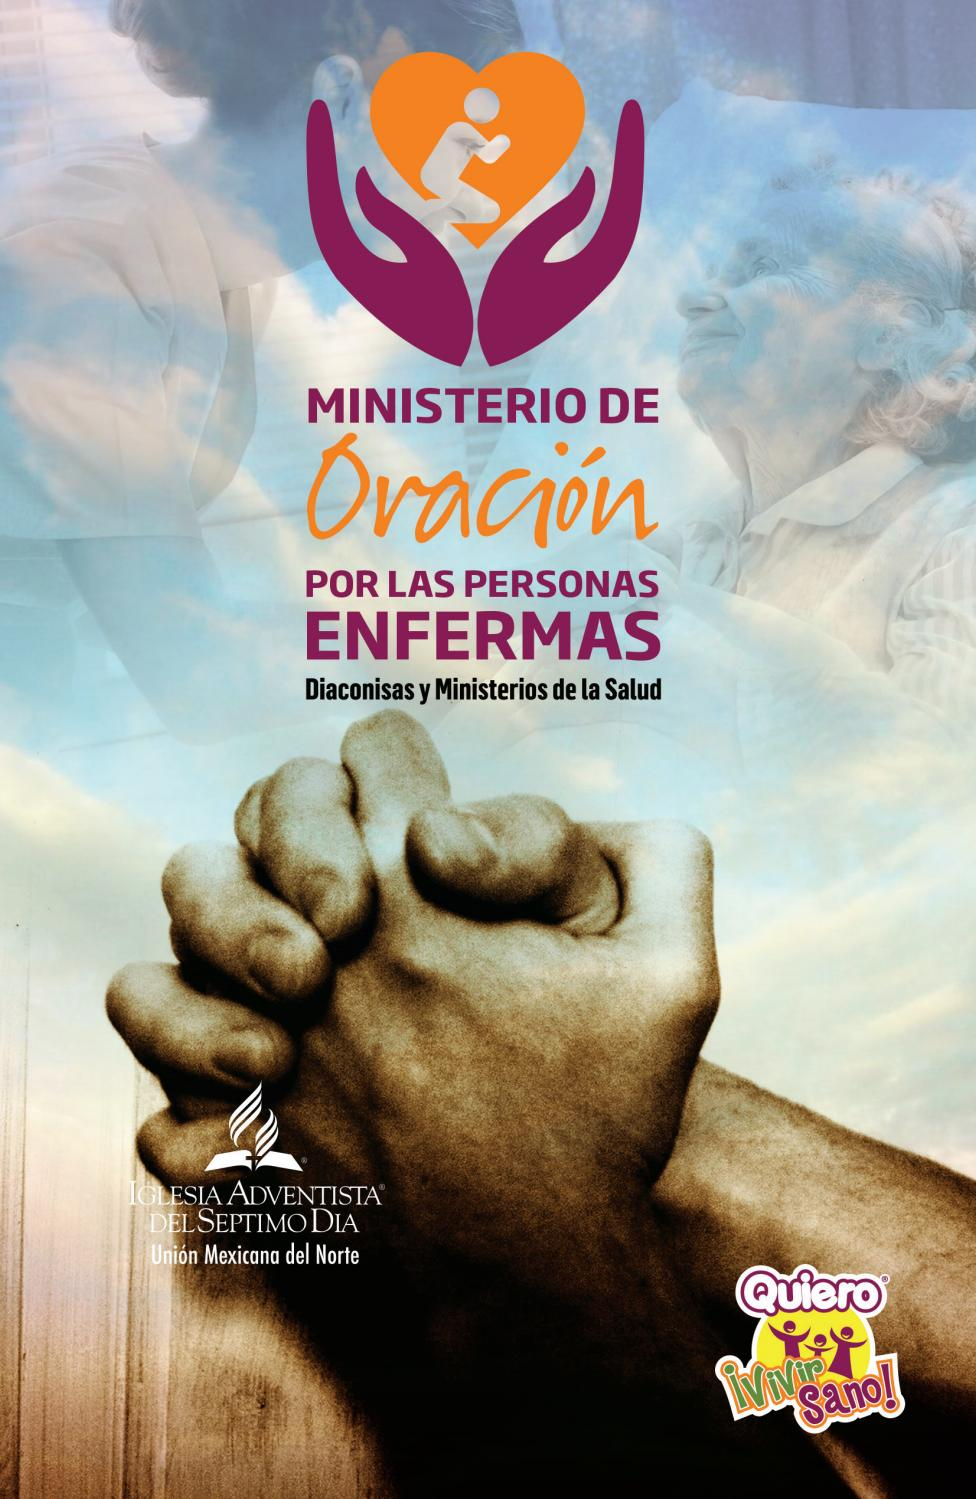 MINISTERIO DE
Oración
POR LAS PERSONAS
ENFERMAS
Diaconisas y Ministerios de la Salud
IGLESIA ADVENTISTA®
DEL SEPTIMO DIA
Unión Mexicana del Norte
Quiero®
¡Vivir
Sano!